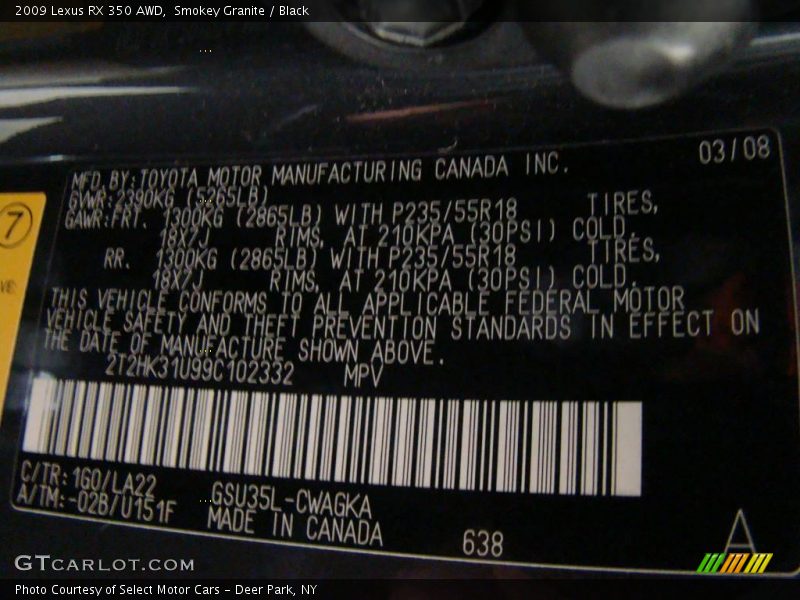 2009 Lexus RX 350 AWD, Smokey Granite / Black
03/08
MFD. BY: TOYOTA MOTOR MANUFACTURING CANADA INC.
GVWR: 2390KG (5265LB)
GAWR: FRT. 1300KG (2865LB) WITH P235/55R18 TIRES,
18X7J RIMS, AT 210KPA (30PSI) COLD.
RR. 1300KG (2865LB) WITH P235/55R18 TIRES,
18X7J RIMS, AT 210KPA (30PSI) COLD.
THIS VEHICLE CONFORMS TO ALL APPLICABLE FEDERAL MOTOR
VEHICLE SAFETY AND THEFT PREVENTION STANDARDS IN EFFECT ON
THE DATE OF MANUFACTURE SHOWN ABOVE.
2T2HK31U99C102332 MPV
C/TR: 1G0/LA22
A/TM: -02B/U151F
GSU35L-CWAGKA
MADE IN CANADA
638
A
7
GTCARLOT.COM
Photo Courtesy of Select Motor Cars - Deer Park, NY